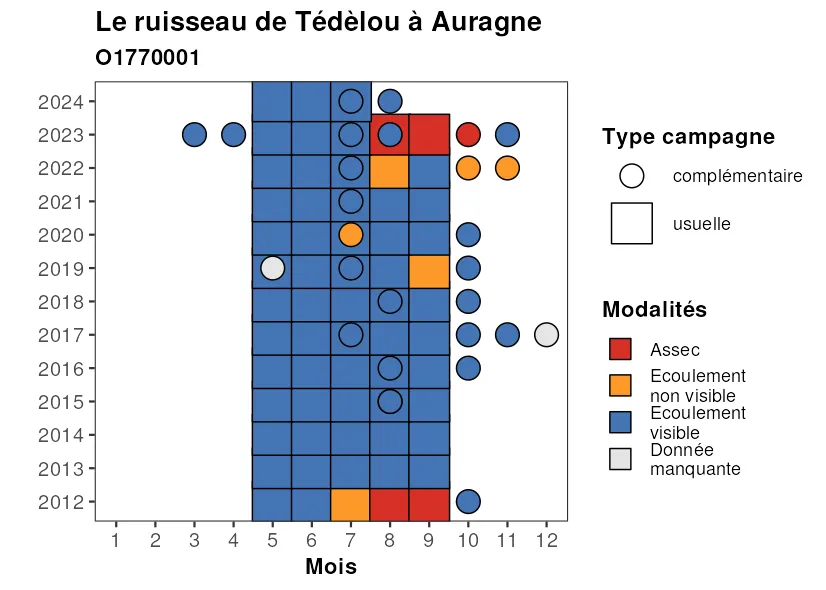 Le ruisseau de Tédèlou à Auragne
O1770001
2024
2023
2022
2021
2020
2019
2018
2017
2016
2015
2014
2013
2012
1 2 3 4 5 6 7 8 9 10 11 12
Mois
Type campagne
complémentaire
usuelle
Modalités
Assec
Ecoulement
non visible
Ecoulement
visible
Donnée
manquante